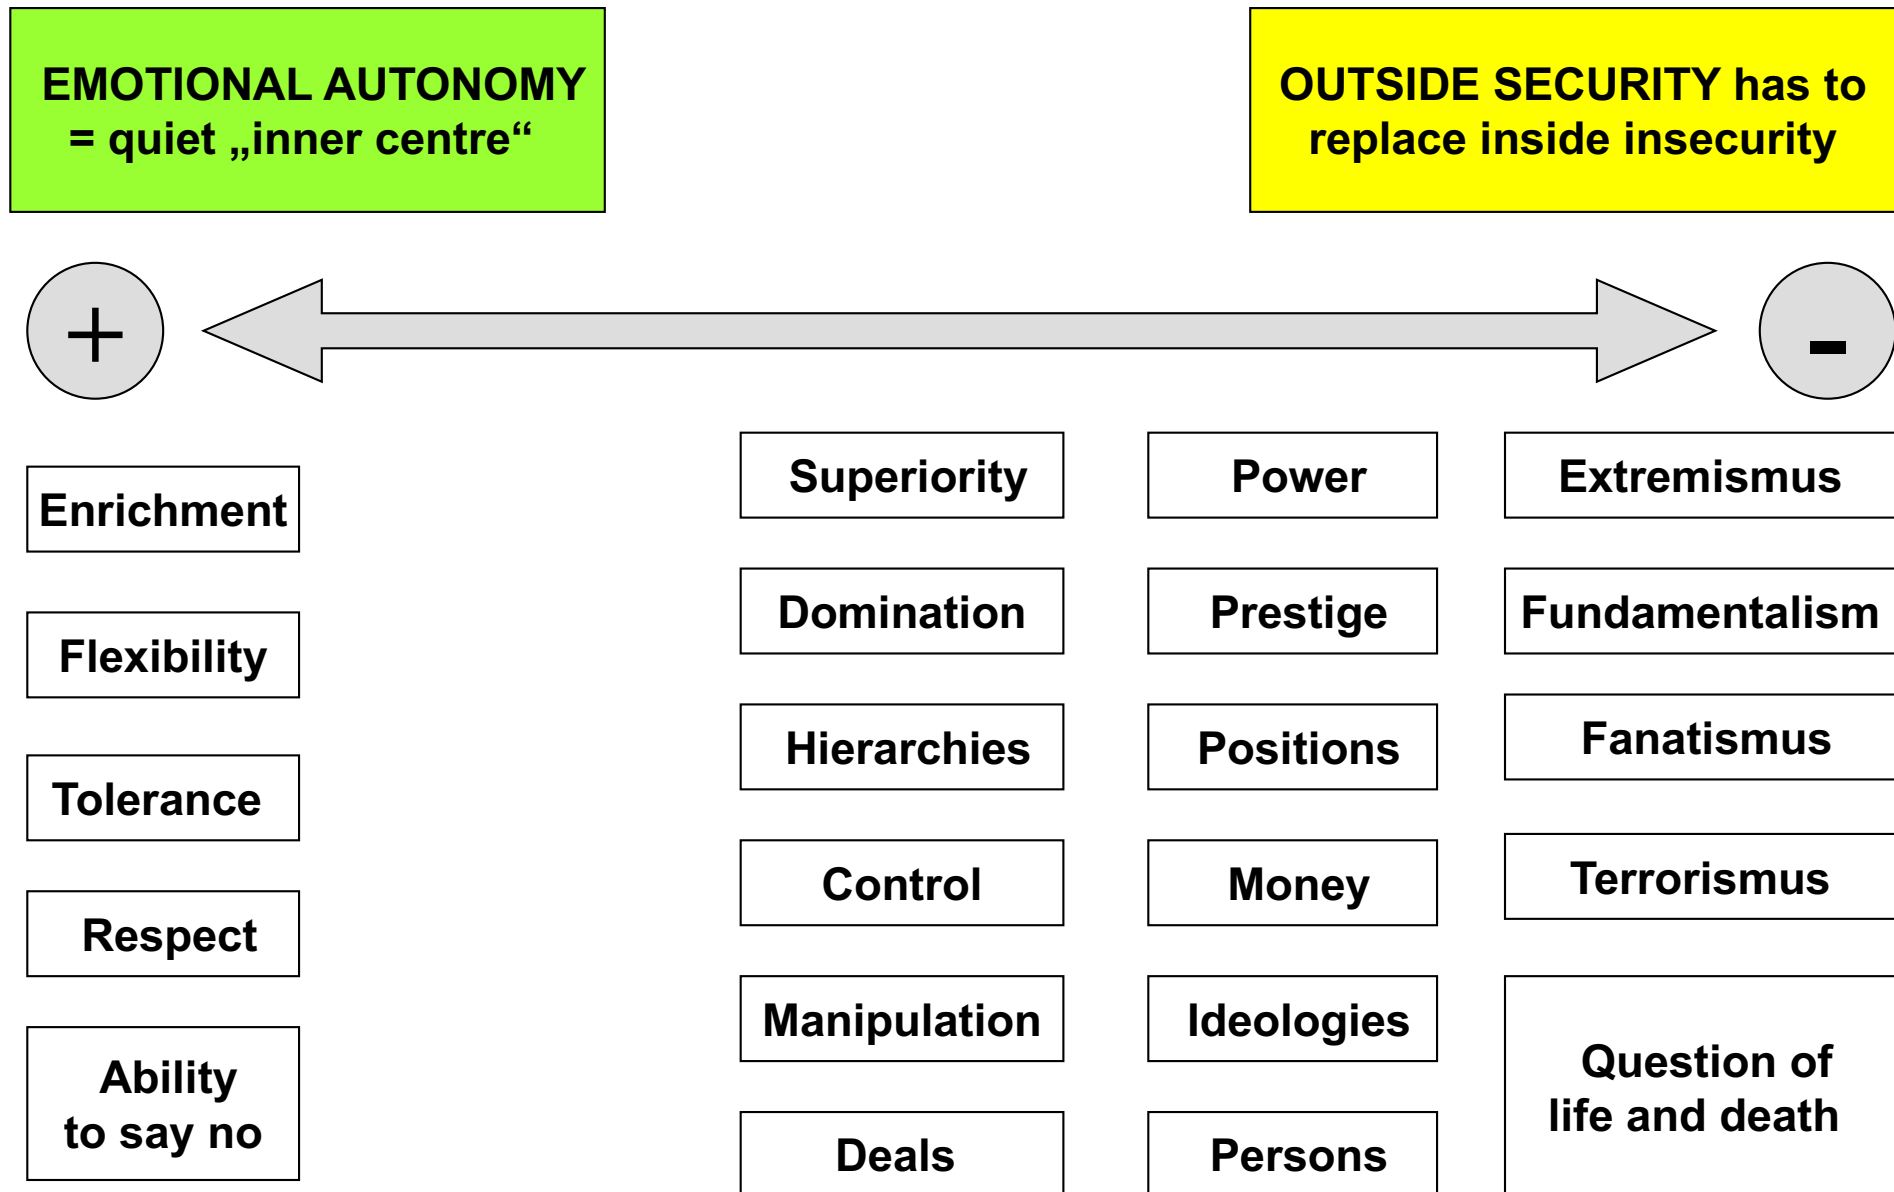 EMOTIONAL AUTONOMY
= quiet „inner centre“
OUTSIDE SECURITY has to
replace inside insecurity
+
-
Enrichment
Flexibility
Tolerance
Respect
Ability
to say no
Superiority
Domination
Hierarchies
Control
Manipulation
Deals
Power
Prestige
Positions
Money
Ideologies
Persons
Extremismus
Fundamentalism
Fanatismus
Terrorismus
Question of
life and death